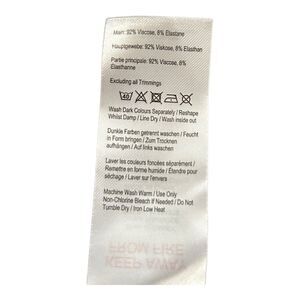 Main: 92% Viscose, 8% Elastane
Hauptgewebe: 92% Viskose, 8% Elasthan
Partie principale: 92% Viscose, 8%
Elasthanne
Excluding all Trimmings
40
Wash Dark Colours Separately / Reshape
Whilst Damp / Line Dry / Wash inside out
Dunkle Farben getrennt waschen / Feucht
in Form bringen / Zum Trocknen
aufhängen / Auf links waschen
Laver les couleurs foncées séparément /
Remettre en forme humide / Étendre pour
séchage / Laver sur l'envers
Machine Wash Warm / Use Only
Non-Chlorine Bleach If Needed / Do Not
Tumble Dry / Iron Low Heat
KEEP AWAY
FROM FIRE